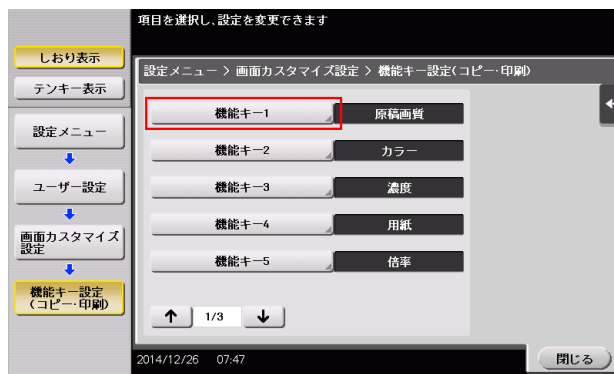 項目を選択し、設定を変更できます
しおり表示
設定メニュー > 画面カスタマイズ設定 > 機能キー設定(コピー・印刷)
テンキー表示
機能キー1 原稿画質
設定メニュー
機能キー2 カラー
ユーザー設定
機能キー3 濃度
画面カスタマイズ
設定
機能キー4 用紙
機能キー5 倍率
機能キー設定
(コピー・印刷)
↑ 1/3 ↓
2014/12/26 07:47
閉じる